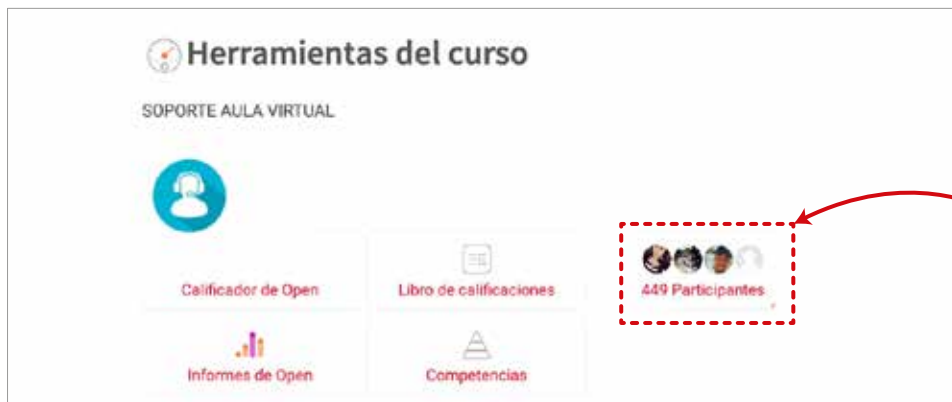 Herramientas del curso
SOPORTE AULA VIRTUAL
Calificador de Open
Libro de calificaciones
449 Participantes
Informes de Open
Competencias